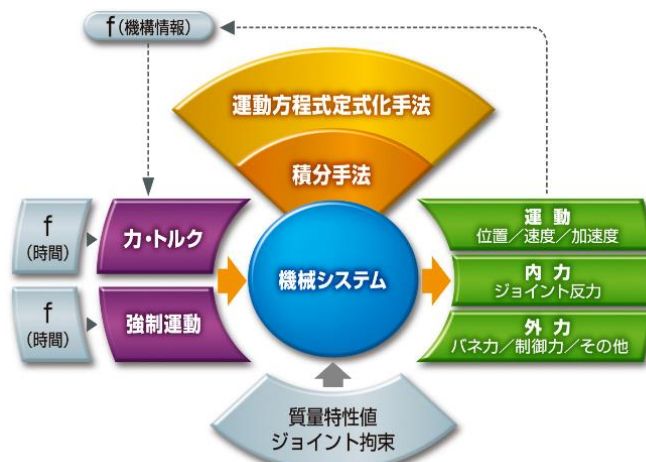 f(機構情報)
運動方程式定式化手法
積分手法
f
(時間)
力・トルク
f
(時間)
強制運動
機械システム
運動
位置/速度/加速度
内力
ジョイント反力
外力
バネ力/制御力/その他
質量特性値
ジョイント拘束